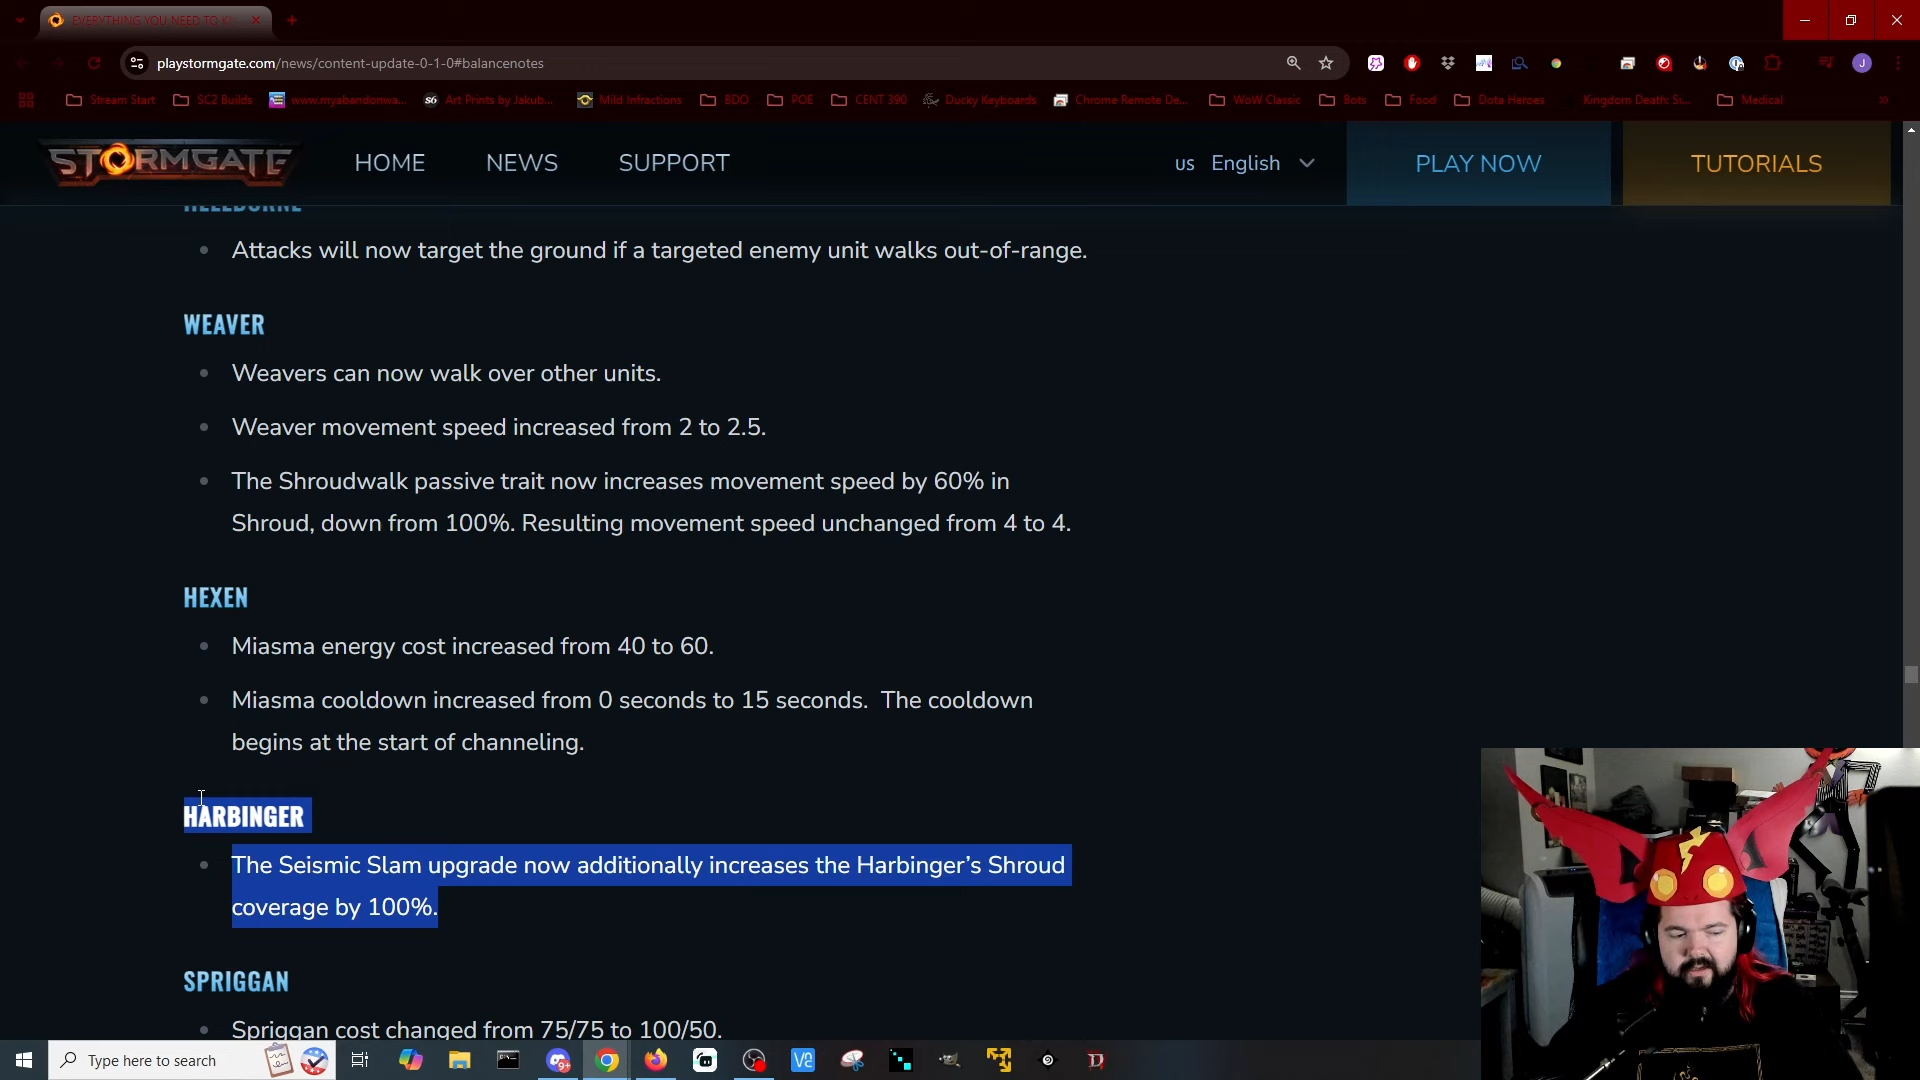 EVERYTHING YOU NEED TO K
playstormgate.com/news/content-update-0-1-0#balancenotes
Stream Start
SC2 Builds
www.myabandonwa...
Art Prints by Jakub...
Mild Infractions
BDO
POE
CENT 390
Ducky Keyboards
Chrome Remote De...
WoW Classic
Bots
Food
Dota Heroes
Kingdom Death: Si...
Medical
STORMGATE
HOME
NEWS
SUPPORT
us English
PLAY NOW
TUTORIALS
HELLBORNE
Attacks will now target the ground if a targeted enemy unit walks out-of-range.
WEAVER
Weavers can now walk over other units.
Weaver movement speed increased from 2 to 2.5.
The Shroudwalk passive trait now increases movement speed by 60% in
Shroud, down from 100%. Resulting movement speed unchanged from 4 to 4.
HEXEN
Miasma energy cost increased from 40 to 60.
Miasma cooldown increased from 0 seconds to 15 seconds.  The cooldown
begins at the start of channeling.
HARBINGER
The Seismic Slam upgrade now additionally increases the Harbinger’s Shroud
coverage by 100%.
SPRIGGAN
Spriggan cost changed from 75/75 to 100/50.
Type here to search